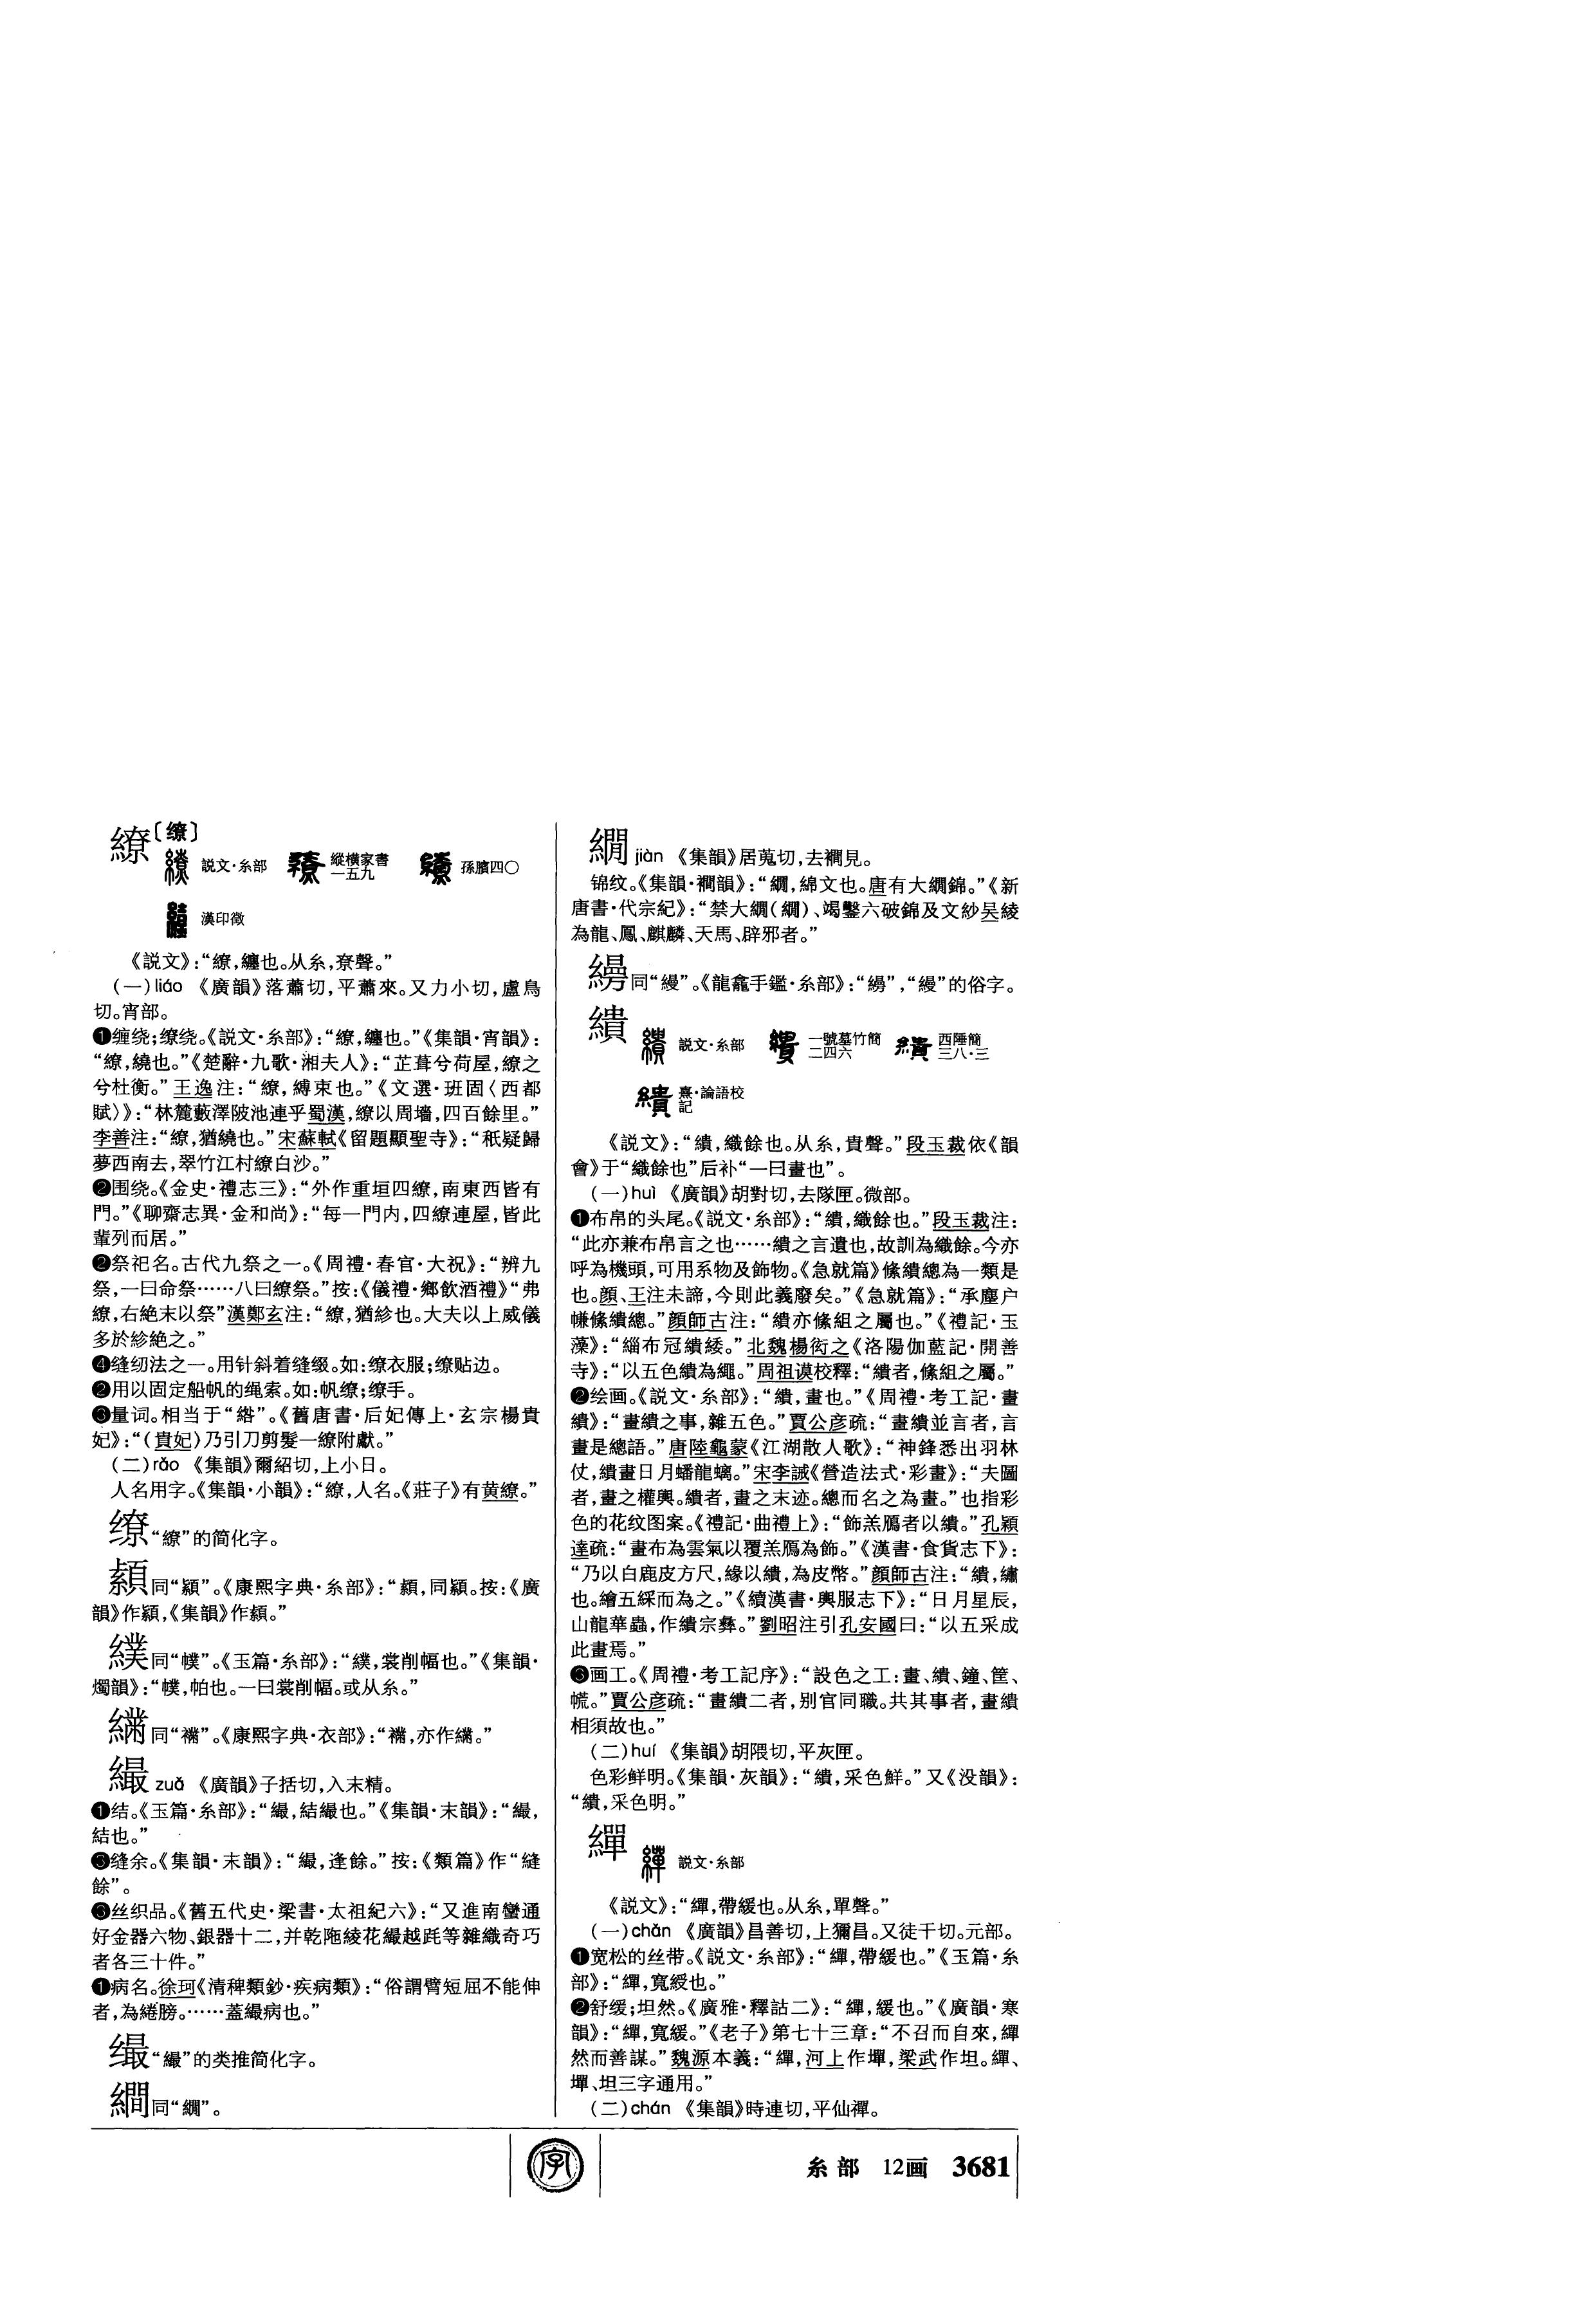 繚〔缭〕
説文·糸部 縱橫家書一五九 孫臏四〇
漢印徵
《説文》：“繚，纏也。从糸，尞聲。”
（一）liáo 《廣韻》落蕭切，平蕭來。又力小切，盧鳥
切。宵部。
❶缠绕；缭绕。《説文·糸部》：“繚，纏也。”《集韻·宵韻》：
“繚，繞也。”《楚辭·九歌·湘夫人》：“芷葺兮荷屋，繚之
兮杜衡。”王逸注：“繚，縛束也。”《文選·班固〈西都
賦〉》：“林麓藪澤陂池連乎蜀漢，繚以周墻，四百餘里。”
李善注：“繚，猶繞也。”宋蘇軾《留題顯聖寺》：“秖疑歸
夢西南去，翠竹江村繚白沙。”
❷围绕。《金史·禮志三》：“外作重垣四繚，南東西皆有
門。”《聊齋志異·金和尚》：“每一門内，四繚連屋，皆此
輩列而居。”
❷祭祀名。古代九祭之一。《周禮·春官·大祝》：“辨九
祭，一曰命祭……八曰繚祭。”按：《儀禮·鄉飲酒禮》“弗
繚，右絶末以祭”漢鄭玄注：“繚，猶紾也。大夫以上威儀
多於紾絶之。”
❹缝纫法之一。用针斜着缝缀。如：缭衣服；缭贴边。
❷用以固定船帆的绳索。如：帆缭；缭手。
❸量词。相当于“綹”。《舊唐書·后妃傳上·玄宗楊貴
妃》：“（貴妃）乃引刀剪髮一繚附獻。”
（二）rǎo 《集韻》爾紹切，上小日。
人名用字。《集韻·小韻》：“繚，人名。《莊子》有黄繚。”
缭“繚”的简化字。
纐同“纈”。
韻》作纈，《集韻》作纐。”
纀同“幞”。《玉篇·糸部》：“纀，裳削幅也。”《集韻·
燭韻》：“幞，帕也。一曰裳削幅。或从糸。”
同“襔”。《康熙字典·衣部》：
繓 zuǎ 《廣韻》子括切，入末精。
❶结。《玉篇·糸部》：“繓，結繓也。”《集韻·末韻》：“繓，
結也。”
❸缝余。《集韻·末韻》：“繓，逢餘。”按：《類篇》作“縫
餘”。
❸丝织品。《舊五代史·梁書·太祖紀六》：“又進南蠻通
好金器六物、銀器十二，并乾陁綾花繓越毦等雜織奇巧
者各三十件。”
❶病名。徐珂《清稗類鈔·疾病類》：“俗謂臂短屈不能伸
者，為綣膀。……蓋繓病也。”
“繓”的类推简化字。
繝同“繝”。
繝 jiàn 《集韻》居莧切，去襇見。
锦纹。《集韻·襇韻》：“繝，綿文也。唐有大繝錦。”《新
唐書·代宗紀》：“禁大繝（繝）、竭鑿六破錦及文紗吴綾
為龍、鳳、麒麟、天馬、辟邪者。”
同“縵”。《龍龕手鑑·糸部》：“”，“縵”的俗字。
繢
説文·糸部 一號墓竹簡二四六 西陲簡三八·三
熹·論語校記
《説文》：“繢，織餘也。从糸，貴聲。”段玉裁依《韻
會》于“織餘也”后补“一曰畫也”。
（一）huì 《廣韻》胡對切，去隊匣。微部。
❶布帛的头尾。《説文·糸部》：“繢，織餘也。”段玉裁注：
“此亦兼布帛言之也……繢之言遺也，故訓為織餘。今亦
呼為機頭，可用系物及飾物。《急就篇》絛繢總為一類是
也。顔、王注未諦，今則此義廢矣。”《急就篇》：“承塵户
㡘絛繢總。”顔師古注：“繢亦絛組之屬也。”《禮記·玉
藻》：“緇布冠繢緌。”北魏楊衒之《洛陽伽藍記·開善
寺》：“以五色繢為繩。”周祖谟校釋：“繢者，絛組之屬。”
❷绘画。《説文·糸部》：“繢，畫也。”《周禮·考工記·畫
繢》：“畫繢之事，雜五色。”賈公彦疏：“畫繢並言者，言
畫是總語。”唐陸龜蒙《江湖散人歌》：“神鋒悉出羽林
仗，繢畫日月蟠龍螭。”宋李誡《營造法式·彩畫》：“夫圖
者，畫之權輿。繢者，畫之末迹。總而名之為畫。”也指彩
色的花纹图案。《禮記·曲禮上》：“飾羔鴈者以繢。”孔穎
達疏：“畫布為雲氣以覆羔鴈為飾。”《漢書·食貨志下》：
“乃以白鹿皮方尺，緣以繢，為皮幣。”顔師古注：“繢，繡
也。繪五綵而為之。”《續漢書·輿服志下》：“日月星辰，
山龍華蟲，作繢宗彝。”劉昭注引孔安國曰：“以五采成
此畫焉。”
❸画工。《周禮·考工記序》：“設色之工：畫、繢、鐘、筐、
㡛。”賈公彦疏：“畫繢二者，别官同職。共其事者，畫繢
相須故也。”
（二）huí 《集韻》胡隈切，平灰匣。
色彩鲜明。《集韻·灰韻》：“繢，采色鮮。”又《没韻》：
“繢，采色明。”
繟
説文·糸部
《説文》：“繟，帶緩也。从糸，單聲。”
（一）chǎn 《廣韻》昌善切，上獮昌。又徒干切。元部。
❶宽松的丝带。《説文·糸部》：“繟，帶緩也。”《玉篇·糸
部》：“繟，寬綬也。”
❷舒缓；坦然。《廣雅·釋詁二》：“繟，緩也。”《廣韻·寒
韻》：“繟，寬緩。”《老子》第七十三章：“不召而自來，繟
然而善謀。”魏源本義：“繟，河上作墠，梁武作坦。繟、
墠、坦三字通用。”
（二）chán 《集韻》時連切，平仙禪。
字
糸部 12画 3681